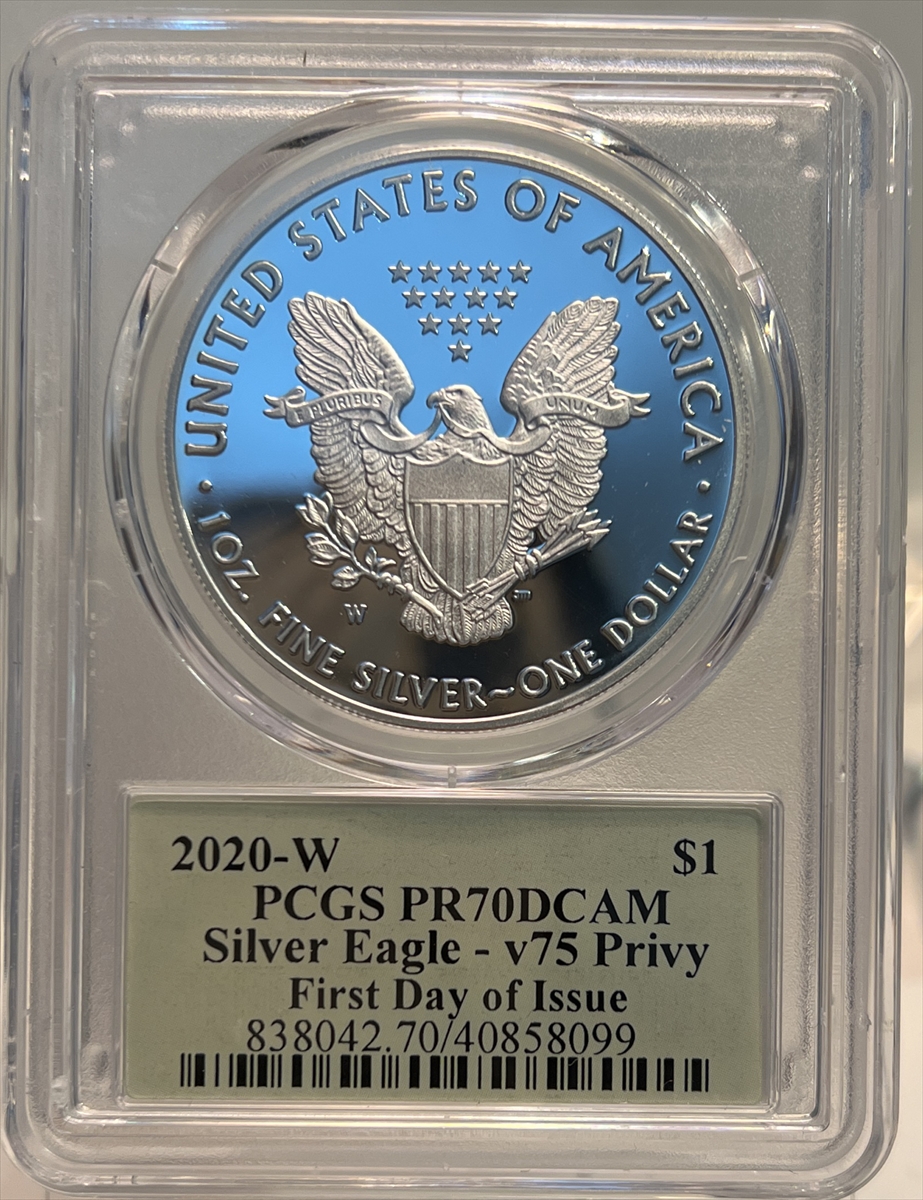 UNITED STATES OF AMERICA
E PLURIBUS UNUM
W
• 1 OZ. FINE SILVER~ONE DOLLAR •
2020-W $1
PCGS PR70DCAM
Silver Eagle - v75 Privy
First Day of Issue
838042.70/40858099